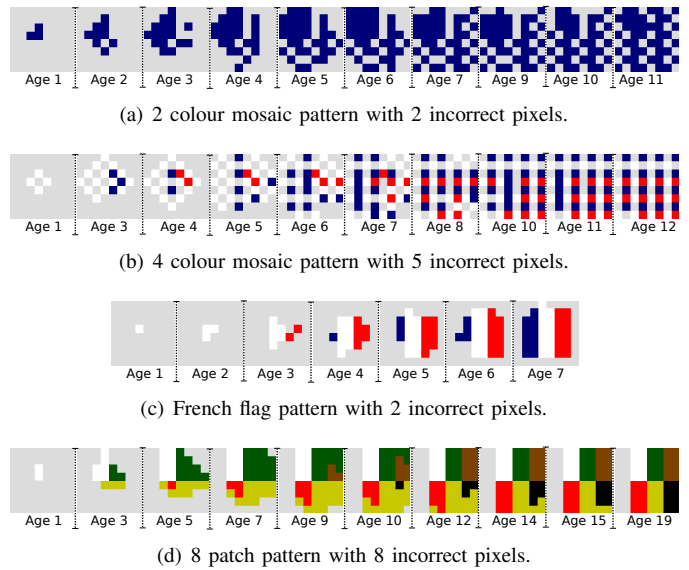 Age 1 Age 2 Age 3 Age 4 Age 5 Age 6 Age 7 Age 9 Age 10 Age 11
(a) 2 colour mosaic pattern with 2 incorrect pixels.
Age 1 Age 3 Age 4 Age 5 Age 6 Age 7 Age 8 Age 10 Age 11 Age 12
(b) 4 colour mosaic pattern with 5 incorrect pixels.
Age 1 Age 2 Age 3 Age 4 Age 5 Age 6 Age 7
(c) French flag pattern with 2 incorrect pixels.
Age 1 Age 3 Age 5 Age 7 Age 9 Age 10 Age 12 Age 14 Age 15 Age 19
(d) 8 patch pattern with 8 incorrect pixels.